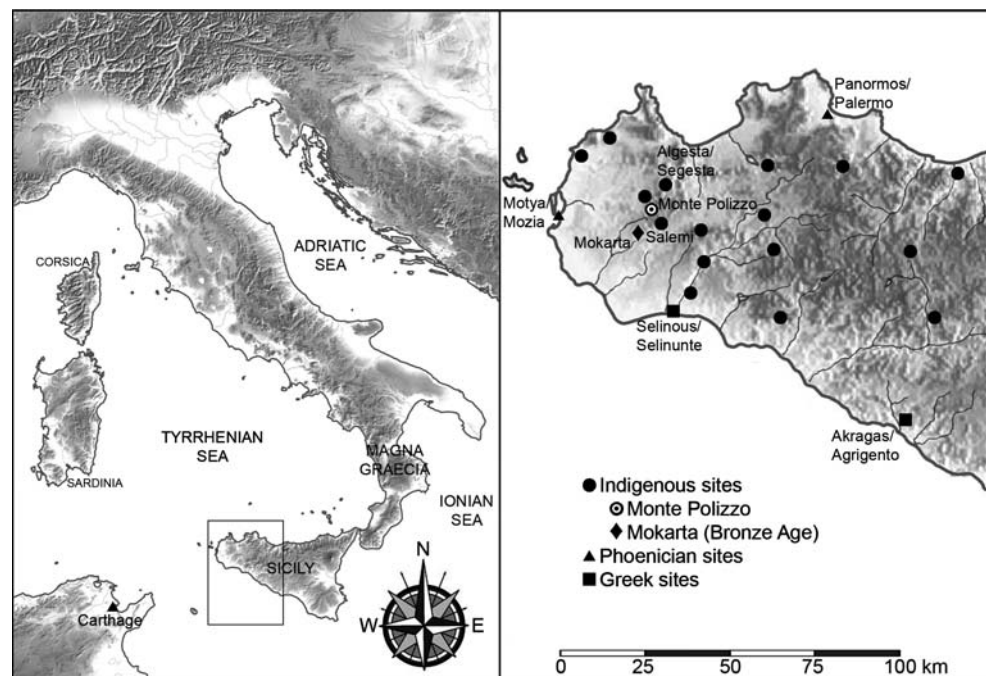 CORSICA
SARDINIA
ADRIATIC
SEA
TYRRHENIAN
SEA
MAGNA
GRAECIA
IONIAN
SEA
SICILY
Carthage
N
W
E
S
Panormos/
Palermo
Algesta/
Segesta
Motya/
Mozia
Monte Polizzo
Mokarta
Salemi
Selinous/
Selinunte
Akragas/
Agrigento
Indigenous sites
Monte Polizzo
Mokarta (Bronze Age)
Phoenician sites
Greek sites
0 25 50 75 100 km